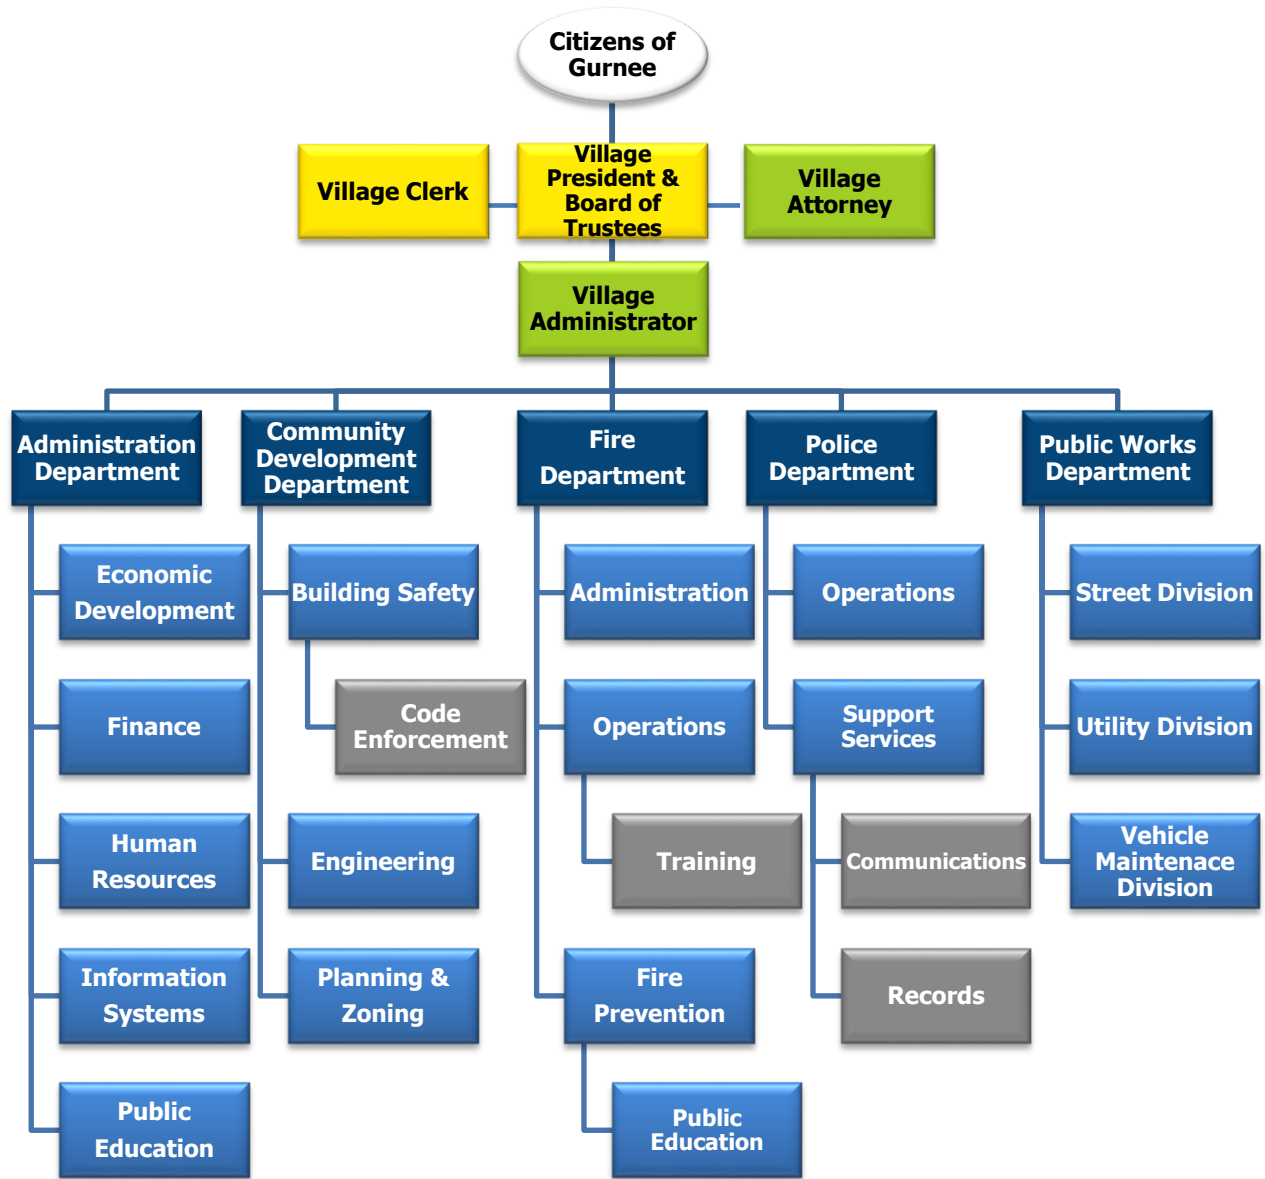 Citizens of
Gurnee
Village Clerk
Village
President &
Board of
Trustees
Village
Attorney
Village
Administrator
Administration
Department
Community
Development
Department
Fire
Department
Police
Department
Public Works
Department
Economic
Development
Building Safety
Administration
Operations
Street Division
Finance
Code
Enforcement
Operations
Support
Services
Utility Division
Human
Resources
Engineering
Training
Communications
Vehicle
Maintenace
Division
Information
Systems
Planning &
Zoning
Fire
Prevention
Records
Public
Education
Public
Education